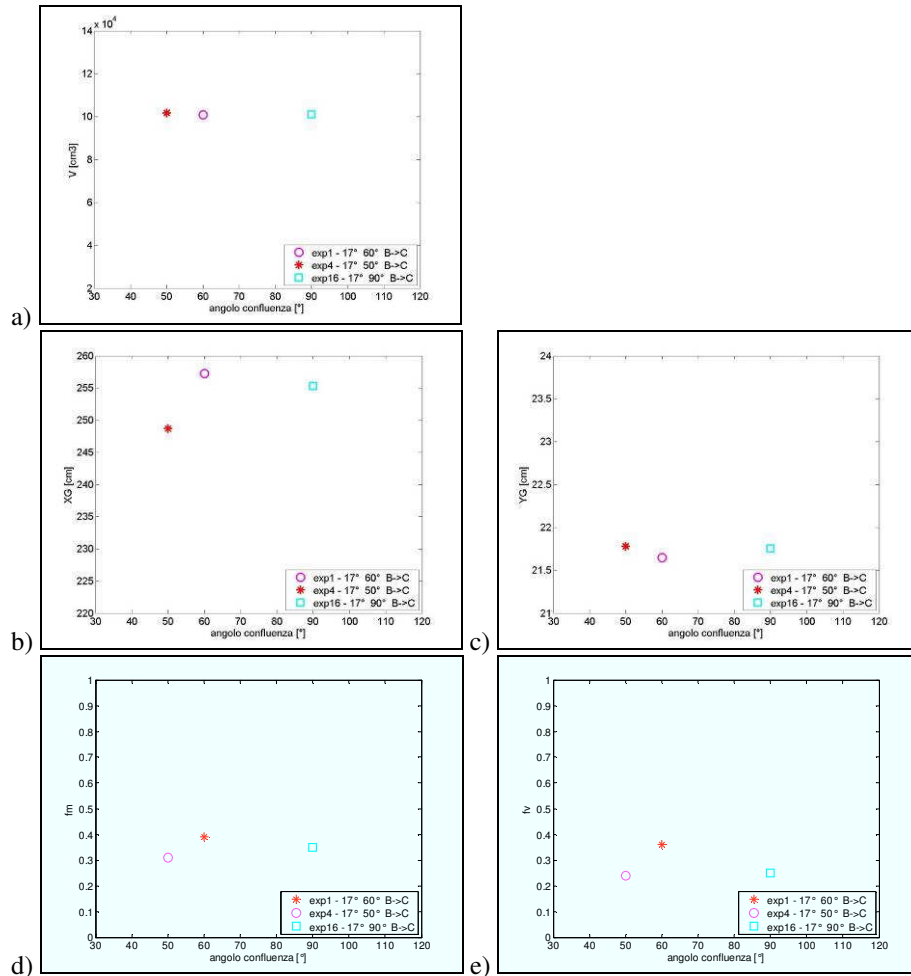 x 10⁴
14
12
10
8
6
4
2
V [cm3]
exp1 - 17° 60° B->C
exp4 - 17° 50° B->C
exp16 - 17° 90° B->C
30 40 50 60 70 80 90 100 110 120
angolo confluenza [°]
a)
260
255
250
245
240
235
230
225
220
XG [cm]
exp1 - 17° 60° B->C
exp4 - 17° 50° B->C
exp16 - 17° 90° B->C
30 40 50 60 70 80 90 100 110 120
angolo confluenza [°]
b)
24
23.5
23
22.5
22
21.5
21
YG [cm]
exp1 - 17° 60° B->C
exp4 - 17° 50° B->C
exp16 - 17° 90° B->C
30 40 50 60 70 80 90 100 110 120
angolo confluenza [°]
c)
1
0.9
0.8
0.7
0.6
0.5
0.4
0.3
0.2
0.1
0
fm
exp1 - 17° 60° B->C
exp4 - 17° 50° B->C
exp16 - 17° 90° B->C
30 40 50 60 70 80 90 100 110 120
angolo confluenza [°]
d)
1
0.9
0.8
0.7
0.6
0.5
0.4
0.3
0.2
0.1
0
fv
exp1 - 17° 60° B->C
exp4 - 17° 50° B->C
exp16 - 17° 90° B->C
30 40 50 60 70 80 90 100 110 120
angolo confluenza [°]
e)